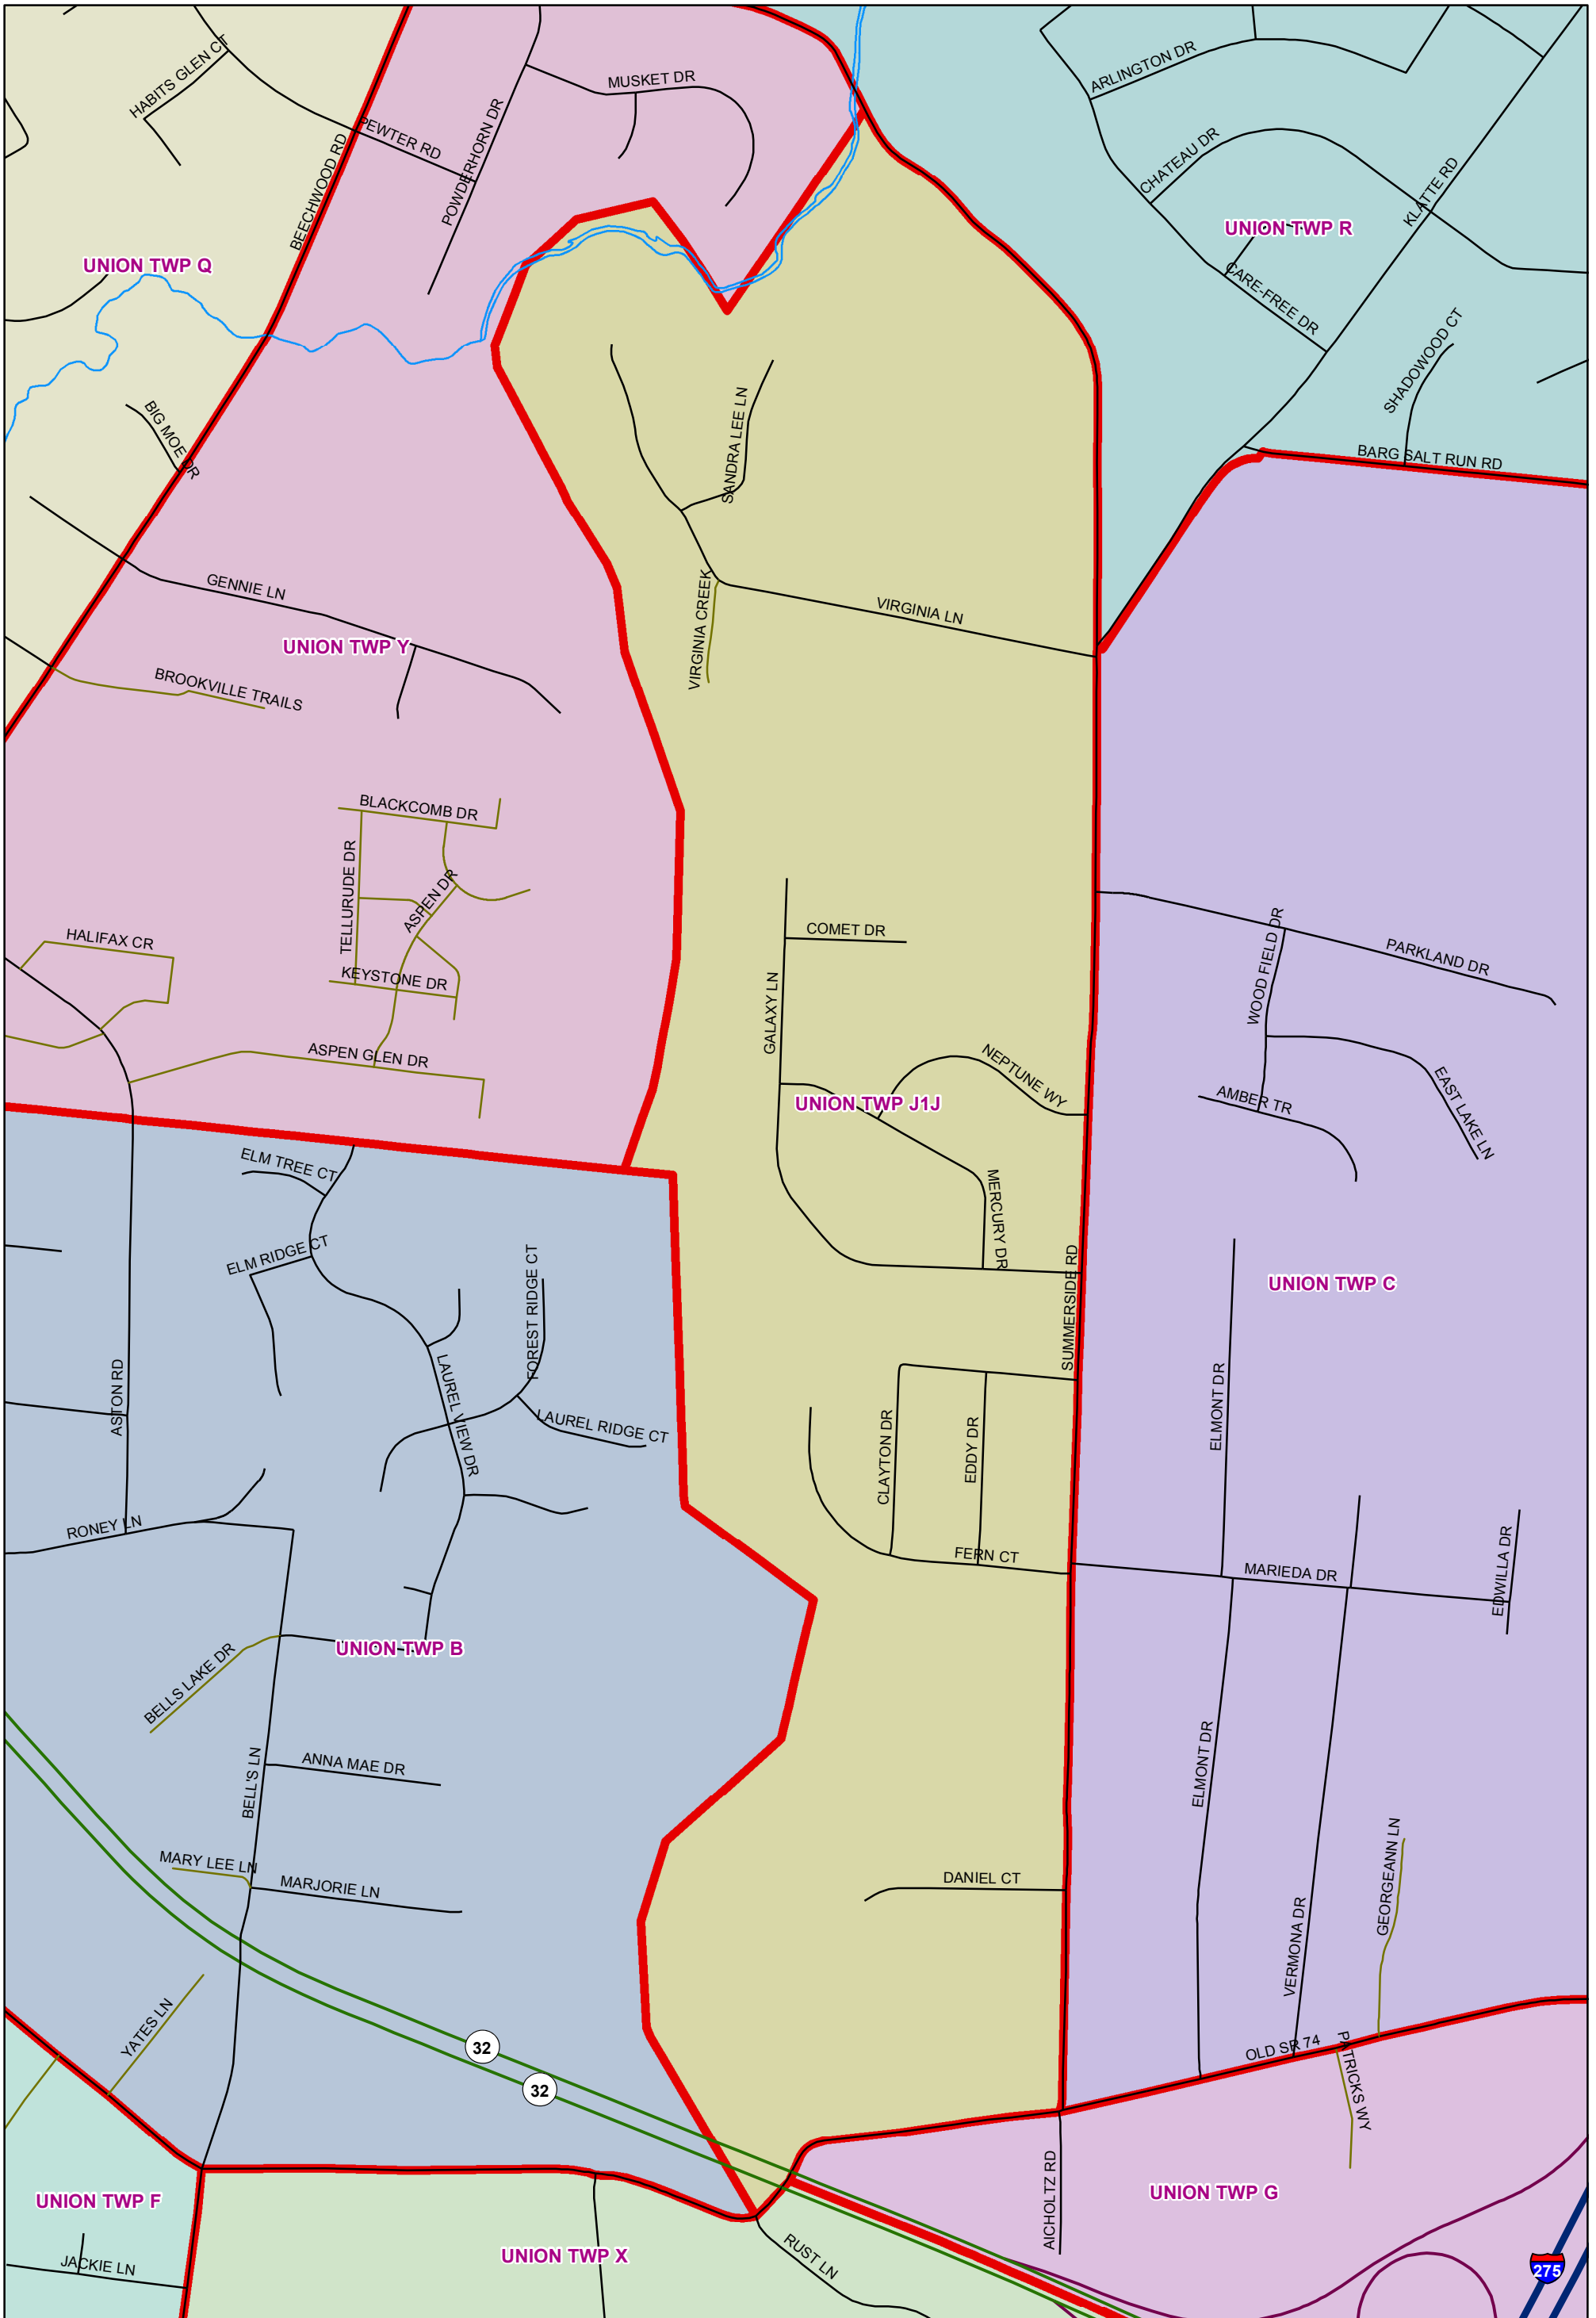 HABITS GLEN CT
MUSKET DR
ARLINGTON DR
PEWTER RD
POWDERHORN DR
CHATEAU DR
BEECHWOOD RD
KLATTE RD
UNION TWP R
UNION TWP Q
CARE-FREE DR
SHADOWOOD CT
BIG MOE DR
SANDRA LEE LN
BARG SALT RUN RD
GENNIE LN
VIRGINIA LN
VIRGINIA CREEK
UNION TWP Y
BROOKVILLE TRAILS
BLACKCOMB DR
TELLURUDE DR
ASPEN DR
HALIFAX CR
COMET DR
WOOD FIELD DR
PARKLAND DR
KEYSTONE DR
GALAXY LN
ASPEN GLEN DR
NEPTUNE WY
UNION TWP J1J
AMBER TR
EAST LAKE LN
ELM TREE CT
MERCURY DR
ELM RIDGE CT
FOREST RIDGE CT
SUMMERSIDE RD
UNION TWP C
ASTON RD
LAUREL VIEW DR
LAUREL RIDGE CT
CLAYTON DR
EDDY DR
ELMONT DR
RONEY LN
FERN CT
MARIEDA DR
EDWILLA DR
UNION TWP B
BELLS LAKE DR
BELL'S LN
ANNA MAE DR
ELMONT DR
MARY LEE LN
MARJORIE LN
DANIEL CT
GEORGEANN LN
VERMONA DR
YATES LN
32
32
OLD SR 74
PATRICKS WY
AICHOLTZ RD
UNION TWP F
UNION TWP G
UNION TWP X
RUST LN
JACKIE LN
275